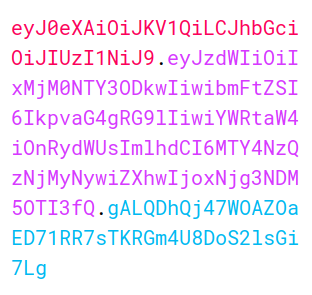 eyJ0eXAiOiJKV1QiLCJhbGci
OiJIUzI1NiJ9.eyJzdWIiOiI
xMjM0NTY3ODkwIiwibmFtZSI
6IkpvaG4gRG9lIiwiYWRtaW4
iOnRydWUsImlhdCI6MTY4NzQ
zNjMyNywiZXhwIjoxNjg3NDM
5OTI3fQ.gALQDhQj47WOAZOa
ED71RR7sTKRGm4U8DoS2lsGi
7Lg